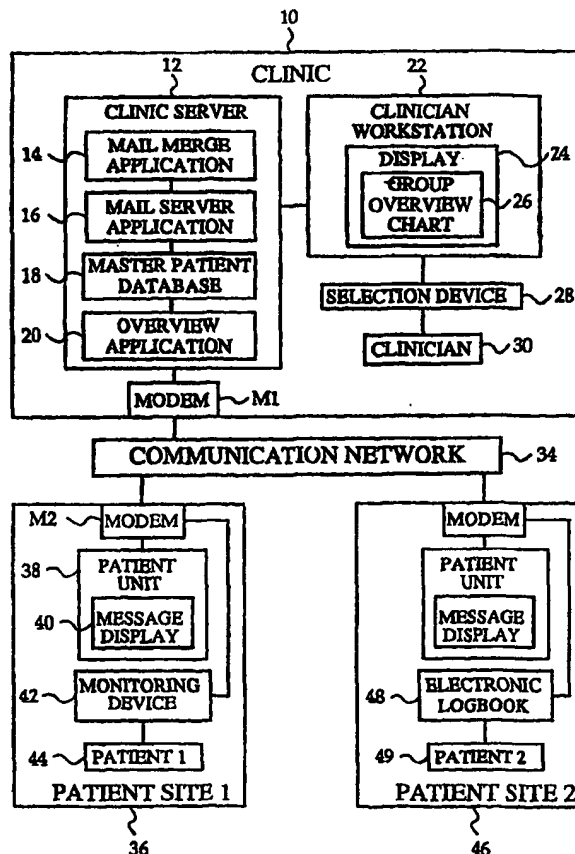 10
CLINIC
12
22
CLINIC SERVER
14
MAIL MERGE
APPLICATION
16
MAIL SERVER
APPLICATION
18
MASTER PATIENT
DATABASE
20
OVERVIEW
APPLICATION
CLINICIAN
WORKSTATION
DISPLAY
24
GROUP
OVERVIEW
CHART
26
SELECTION DEVICE
28
CLINICIAN
30
MODEM
M1
COMMUNICATION NETWORK
34
M2
MODEM
38
PATIENT
UNIT
40
MESSAGE
DISPLAY
42
MONITORING
DEVICE
44
PATIENT 1
PATIENT SITE 1
36
MODEM
PATIENT
UNIT
MESSAGE
DISPLAY
48
ELECTRONIC
LOGBOOK
49
PATIENT 2
PATIENT SITE 2
46